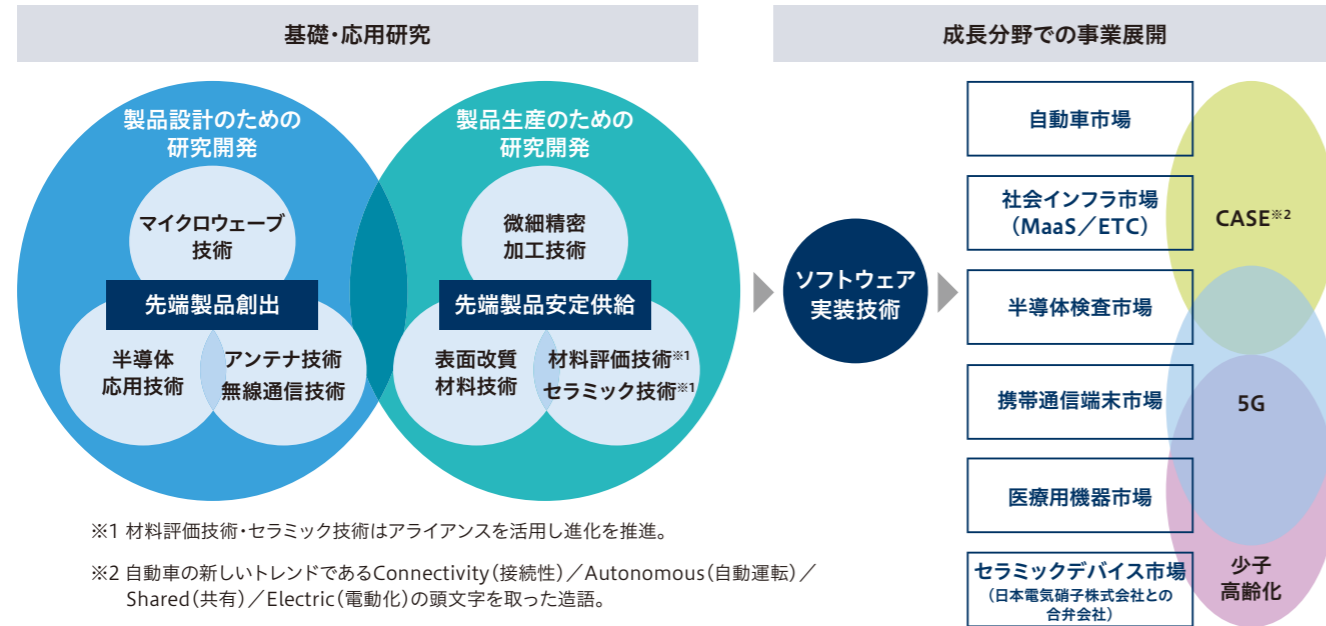 基礎・応用研究
製品設計のための
研究開発
マイクロウェーブ
技術
先端製品創出
半導体
応用技術
アンテナ技術
無線通信技術
製品生産のための
研究開発
微細精密
加工技術
先端製品安定供給
表面改質
材料技術
材料評価技術※1
セラミック技術※1
ソフトウェア
実装技術
成長分野での事業展開
自動車市場
社会インフラ市場
（MaaS／ETC）
半導体検査市場
携帯通信端末市場
医療用機器市場
セラミックデバイス市場
（日本電気硝子株式会社との
合弁会社）
CASE※2
5G
少子
高齢化
※1 材料評価技術・セラミック技術はアライアンスを活用し進化を推進。
※2 自動車の新しいトレンドであるConnectivity（接続性）／Autonomous（自動運転）／
Shared（共有）／Electric（電動化）の頭文字を取った造語。